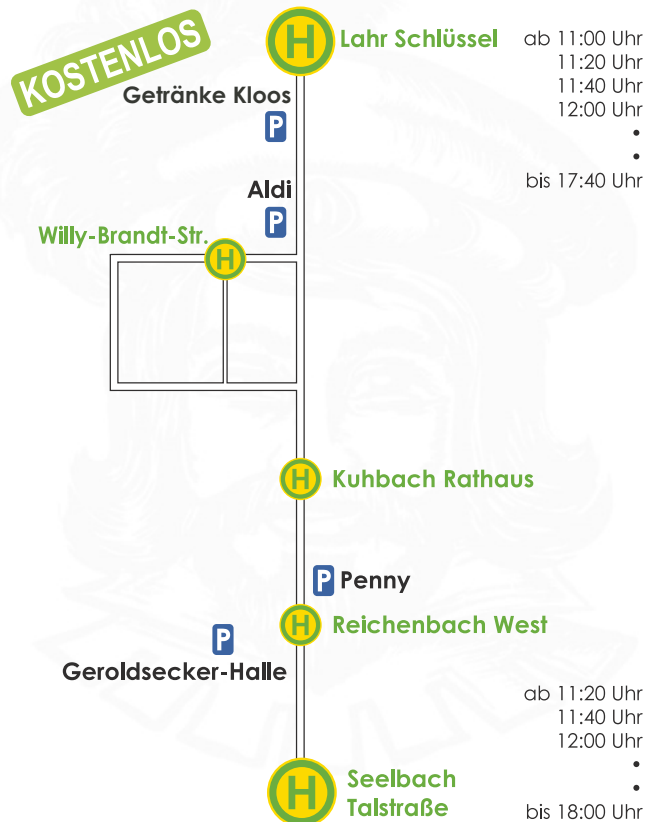 KOSTENLOS
H
Lahr Schlüssel
ab 11:00 Uhr
11:20 Uhr
11:40 Uhr
12:00 Uhr
•
•
bis 17:40 Uhr
Getränke Kloos
P
Aldi
P
Willy-Brandt-Str.
H
H
Kuhbach Rathaus
P
Penny
H
Reichenbach West
P
Geroldsecker-Halle
H
Seelbach
Talstraße
ab 11:20 Uhr
11:40 Uhr
12:00 Uhr
•
•
bis 18:00 Uhr